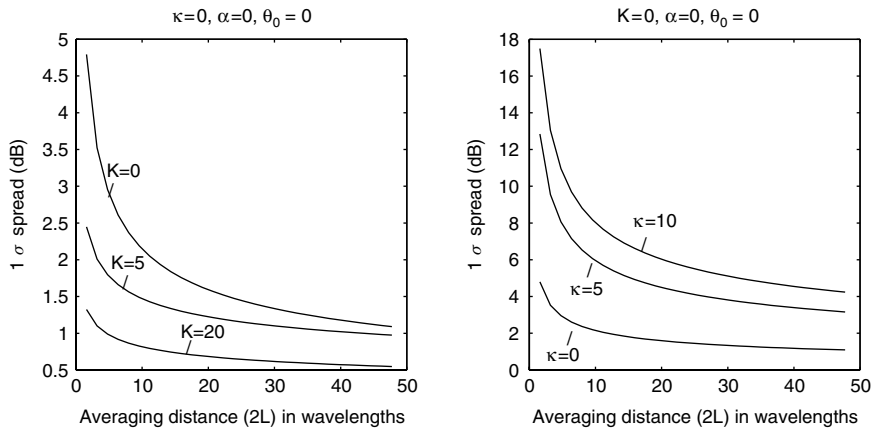 κ=0, α=0, θ₀ = 0
5
4.5
4
3.5
3
2.5
2
1.5
1
0.5
1 σ spread (dB)
K=0
K=5
K=20
0 10 20 30 40 50
Averaging distance (2L) in wavelengths
K=0, α=0, θ₀ = 0
18
16
14
12
10
8
6
4
2
0
1 σ spread (dB)
κ=10
κ=5
κ=0
0 10 20 30 40 50
Averaging distance (2L) in wavelengths